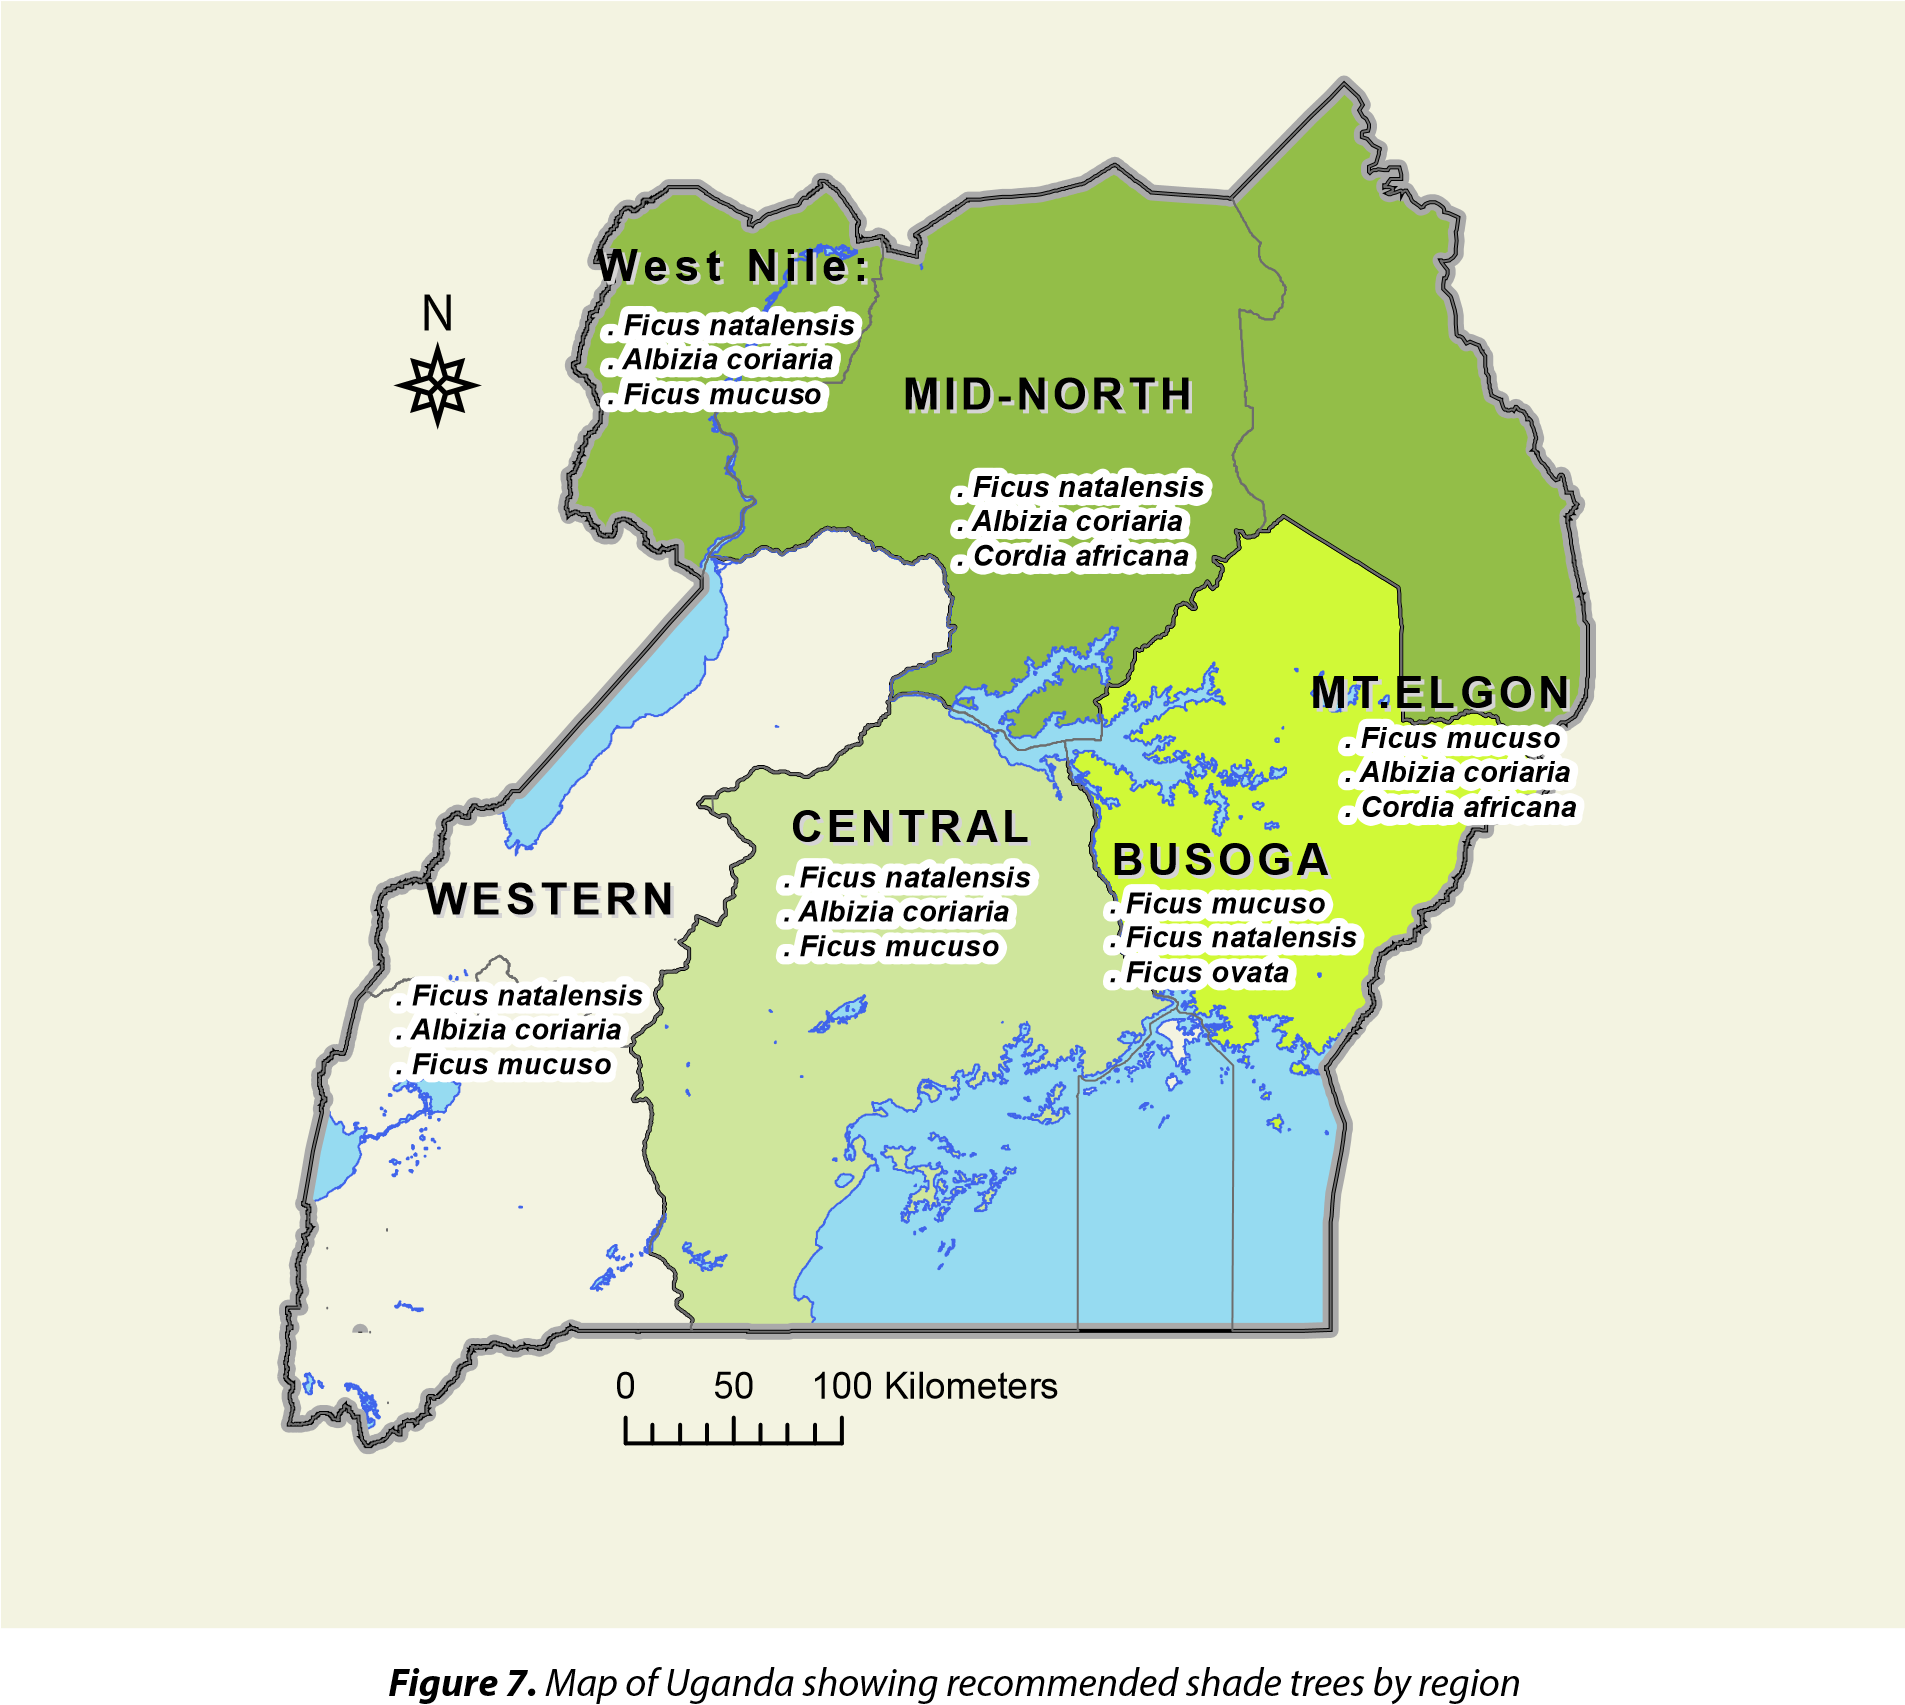 West Nile:
. Ficus natalensis
. Albizia coriaria
. Ficus mucuso
N
MID-NORTH
. Ficus natalensis
. Albizia coriaria
. Cordia africana
MT.ELGON
. Ficus mucuso
. Albizia coriaria
. Cordia africana
CENTRAL
. Ficus natalensis
. Albizia coriaria
. Ficus mucuso
BUSOGA
. Ficus mucuso
. Ficus natalensis
. Ficus ovata
WESTERN
. Ficus natalensis
. Albizia coriaria
. Ficus mucuso
0 50 100 Kilometers
Figure 7. Map of Uganda showing recommended shade trees by region